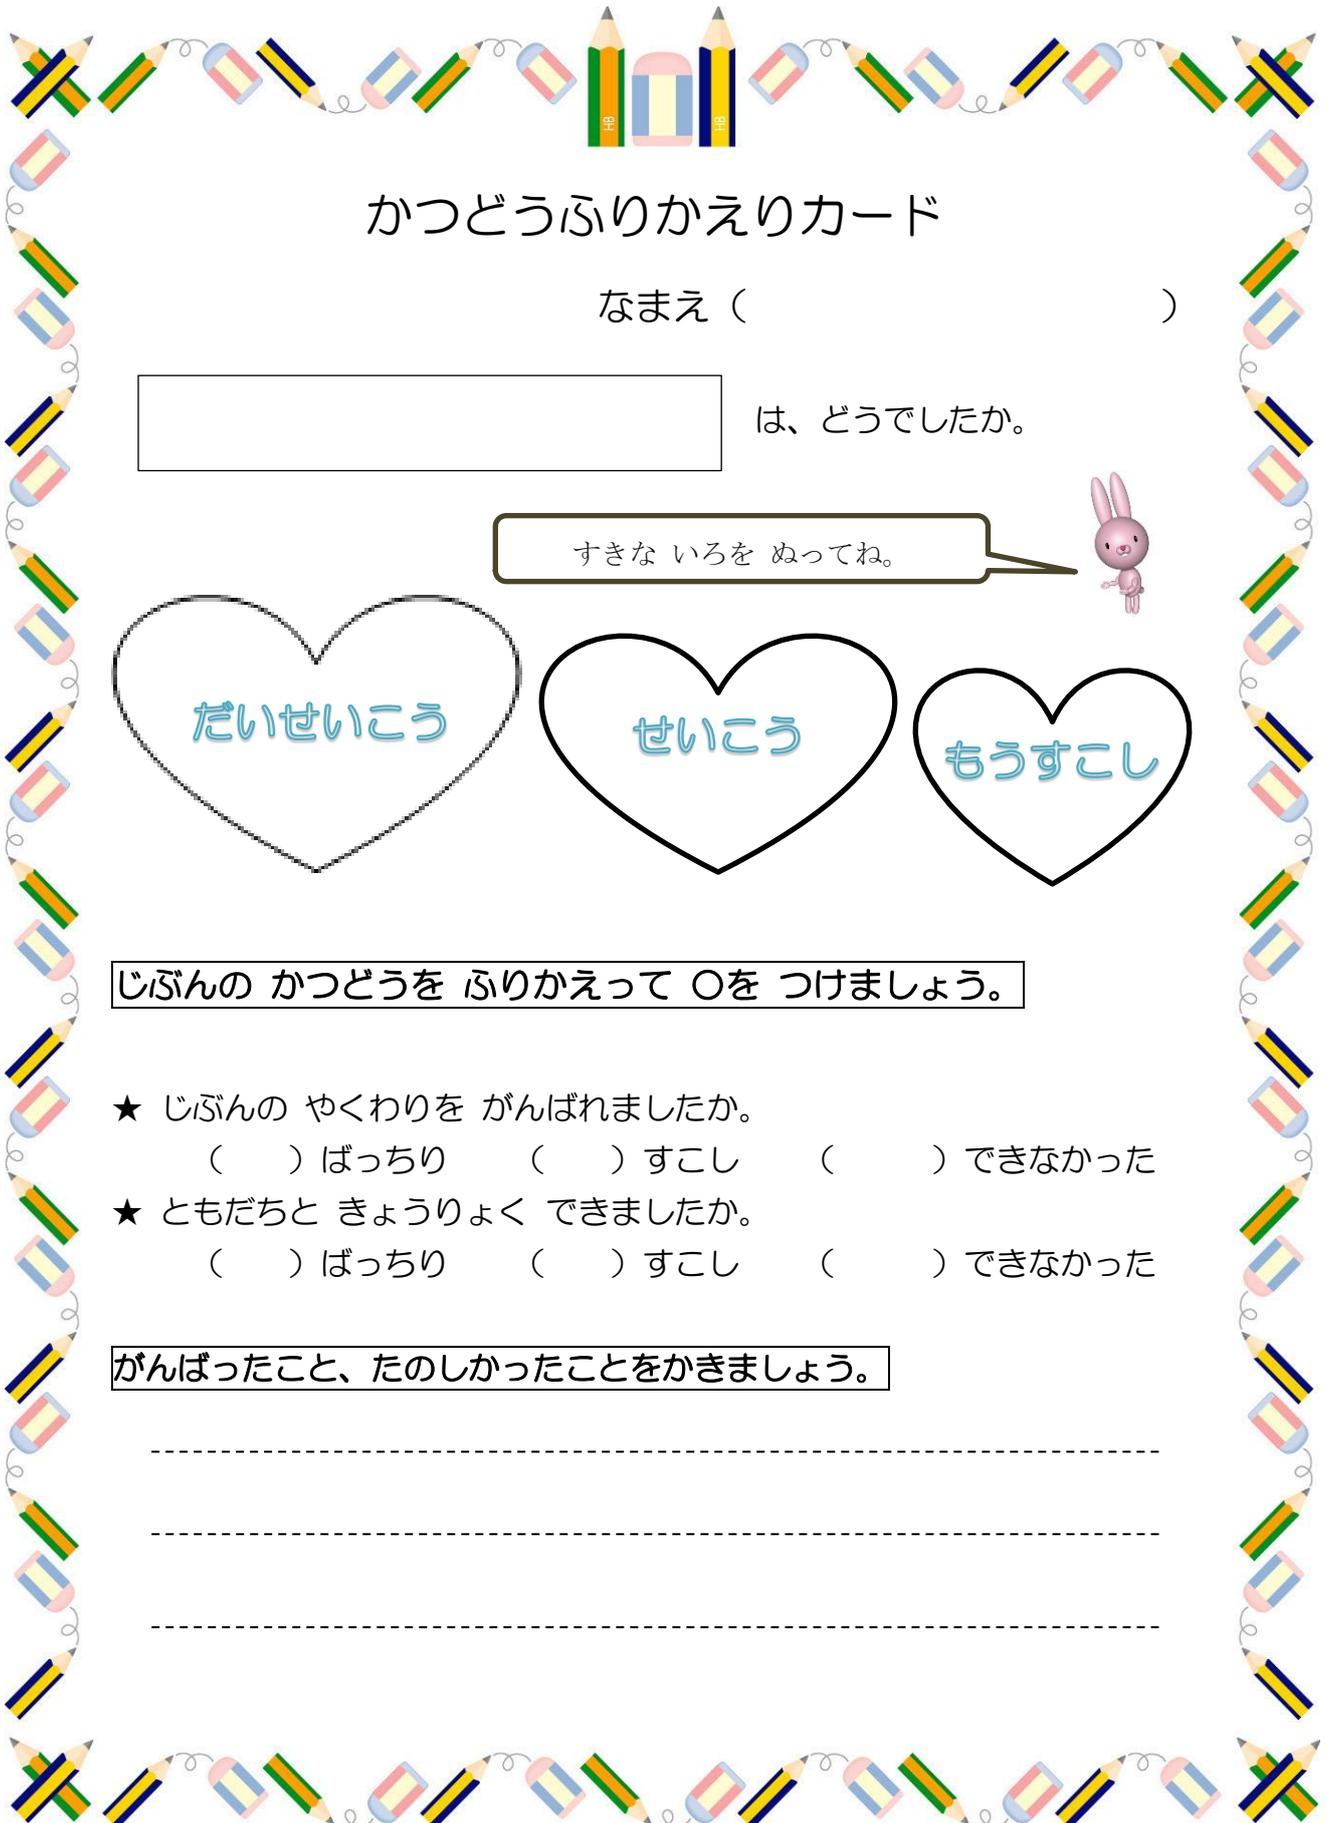 HB HB
かつどうふりかえりカード
なまえ（　　　　　　　　　　　）
は、どうでしたか。
すきな いろを ぬってね。
だいせいこう せいこう もうすこし
じぶんの かつどうを ふりかえって 〇を つけましょう。
★ じぶんの やくわりを がんばれましたか。
（　　）ばっちり　　（　　）すこし　　（　　　）できなかった
★ ともだちと きょうりょく できましたか。
（　　）ばっちり　　（　　）すこし　　（　　　）できなかった
がんばったこと、たのしかったことをかきましょう。